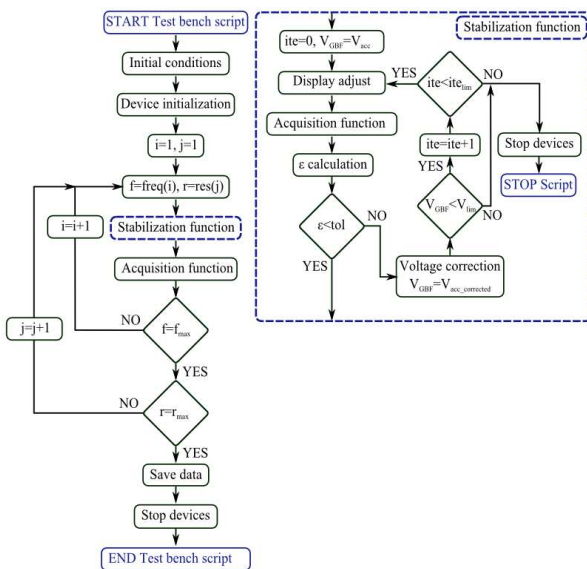 START Test bench script
Initial conditions
Device initialization
i=1, j=1
f=freq(i), r=res(j)
i=i+1
Stabilization function
Acquisition function
j=j+1
NO
f=fmax
YES
NO
r=rmax
YES
Save data
Stop devices
END Test bench script
Stabilization function
ite=0, VGBF=Vacc
Display adjust
YES
ite<itelim
NO
Acquisition function
ite=ite+1
Stop devices
ε calculation
YES
STOP Script
ε<tol
NO
VGBF<Vlim
NO
YES
Voltage correction
VGBF=Vacc_corrected